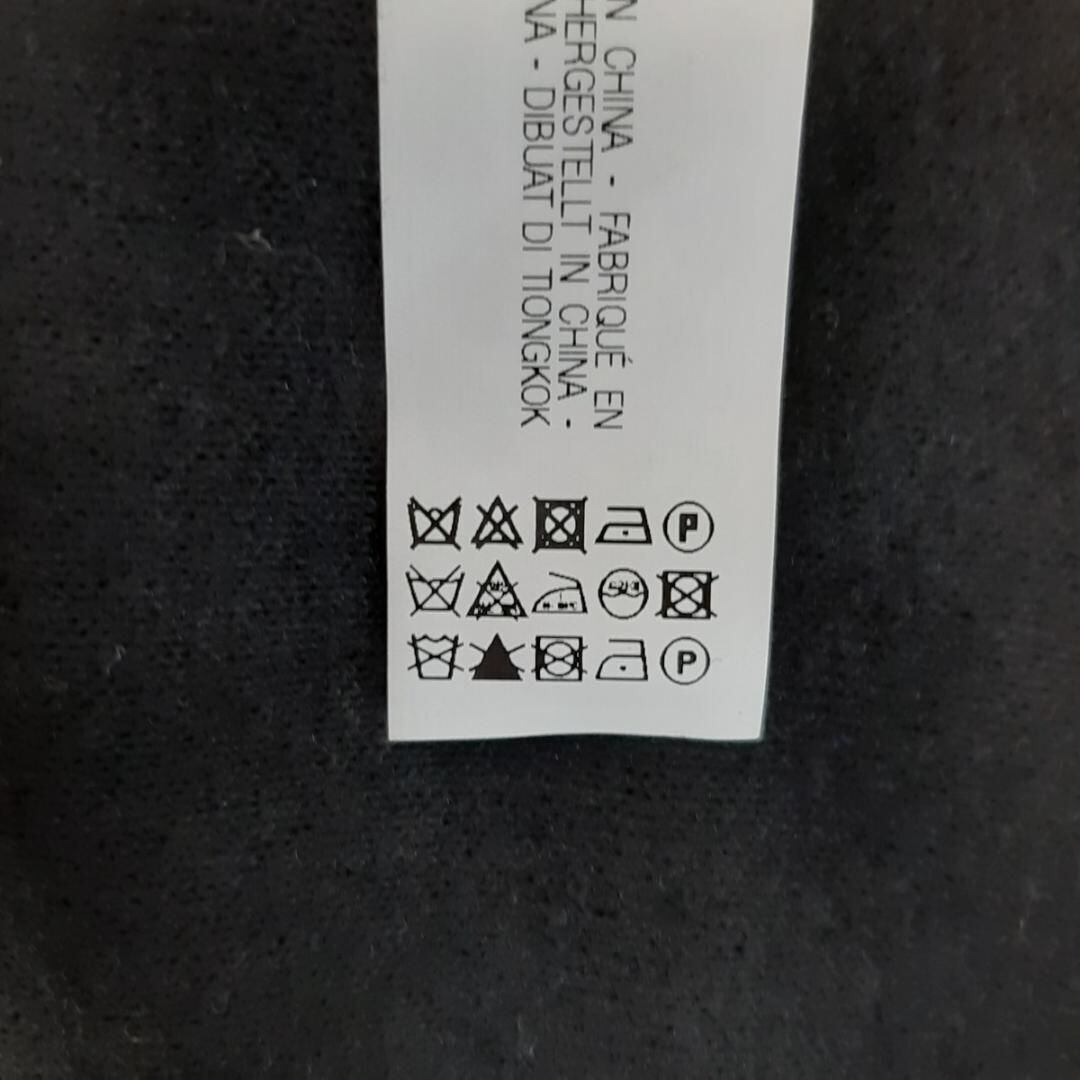 N CHINA - FABRIQUÉ EN
HERGESTELLT IN CHINA -
NA - DIBUAT DI TIONGKOK
P
P